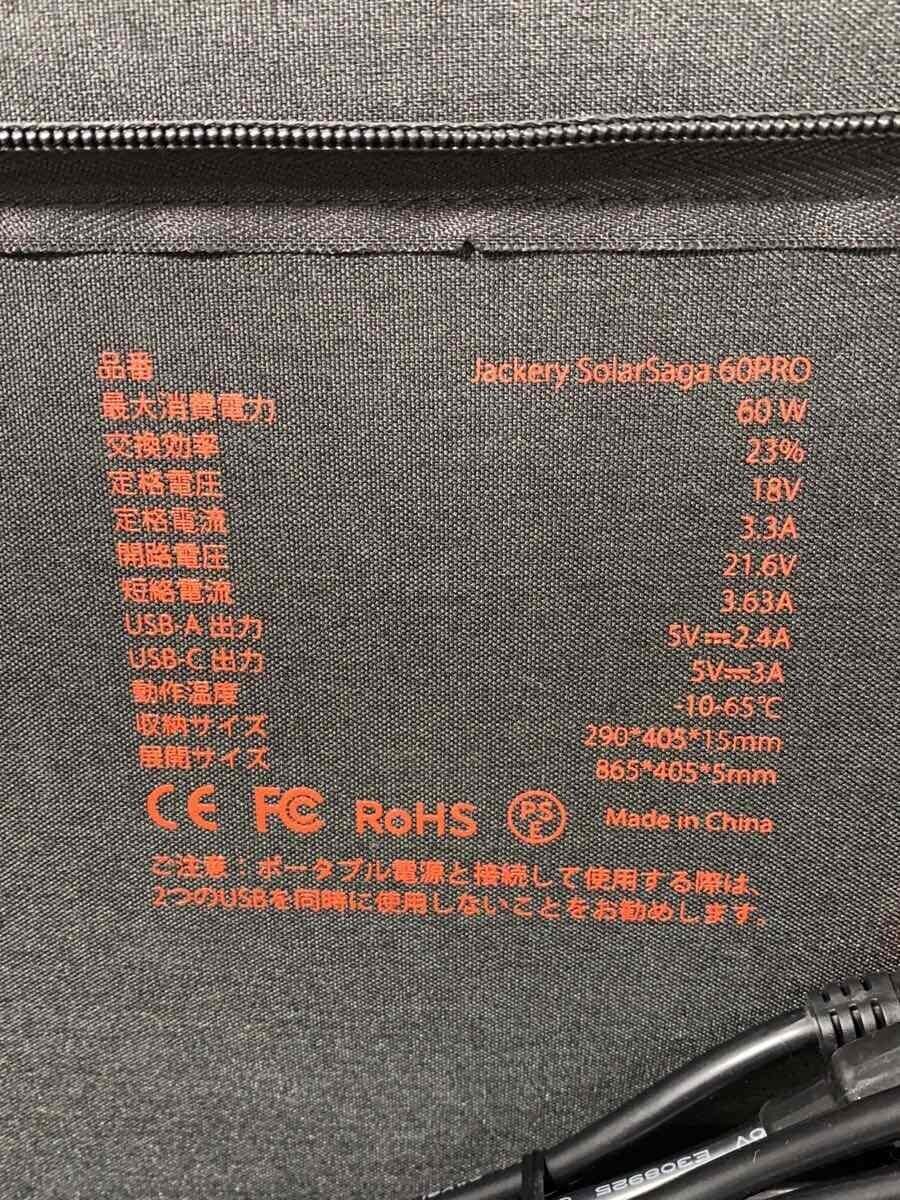 品番 Jackery SolarSaga 60PRO
最大消費電力 60 W
交換効率 23%
定格電圧 18V
定格電流 3.3A
開路電圧 21.6V
短絡電流 3.63A
USB-A 出力 5V⎓2.4A
USB-C 出力 5V⎓3A
動作温度 -10-65℃
収納サイズ 290*405*15mm
展開サイズ 865*405*5mm
CE FC RoHS PSE Made in China
ご注意：ポータブル電源と接続して使用する際は、
2つのUSBを同時に使用しないことをお勧めします。
E308925